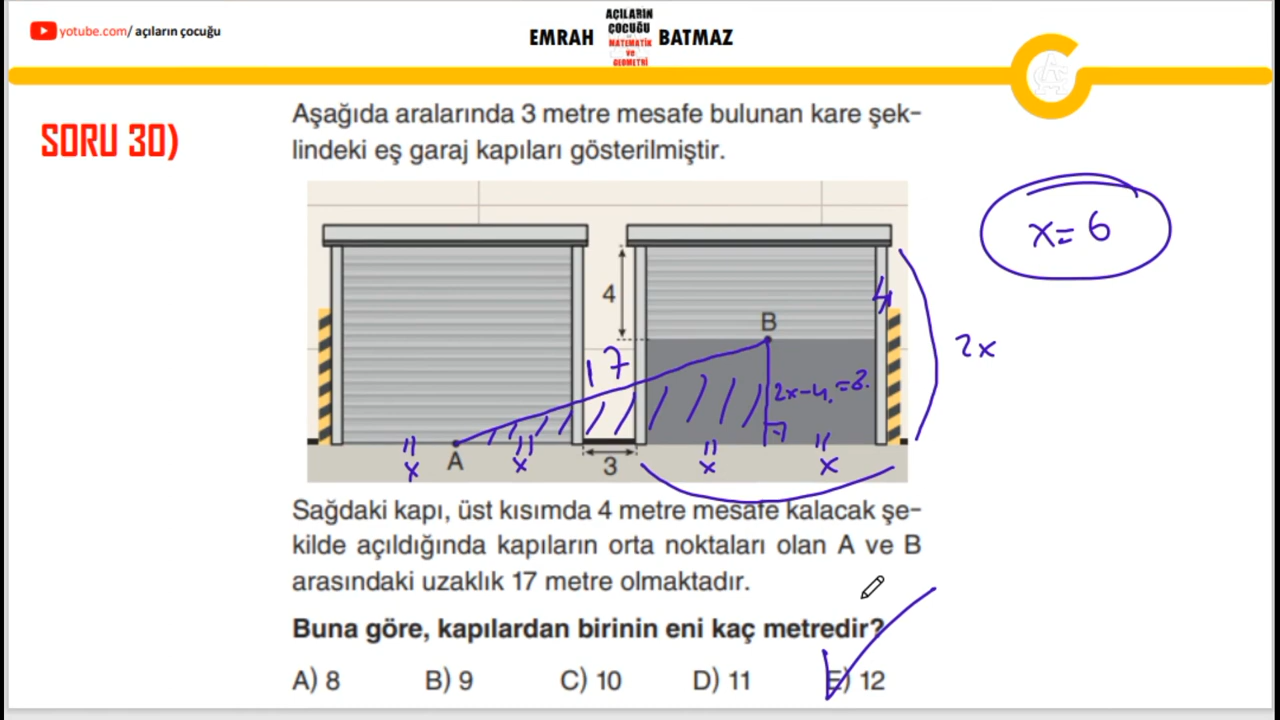 yotube.com/ açıların çocuğu
EMRAH
AÇILARIN
ÇOCUĞU
MATEMATİK
ve
GEOMETRİ
BATMAZ
SORU 30)
Aşağıda aralarında 3 metre mesafe bulunan kare şek-
lindeki eş garaj kapıları gösterilmiştir.
x = 6
4
4
B
17
2x
2x-4=8
x
A
x
3
x
x
Sağdaki kapı, üst kısımda 4 metre mesafe kalacak şe-
kilde açıldığında kapıların orta noktaları olan A ve B
arasındaki uzaklık 17 metre olmaktadır.
Buna göre, kapılardan birinin eni kaç metredir?
A) 8 B) 9 C) 10 D) 11 E) 12